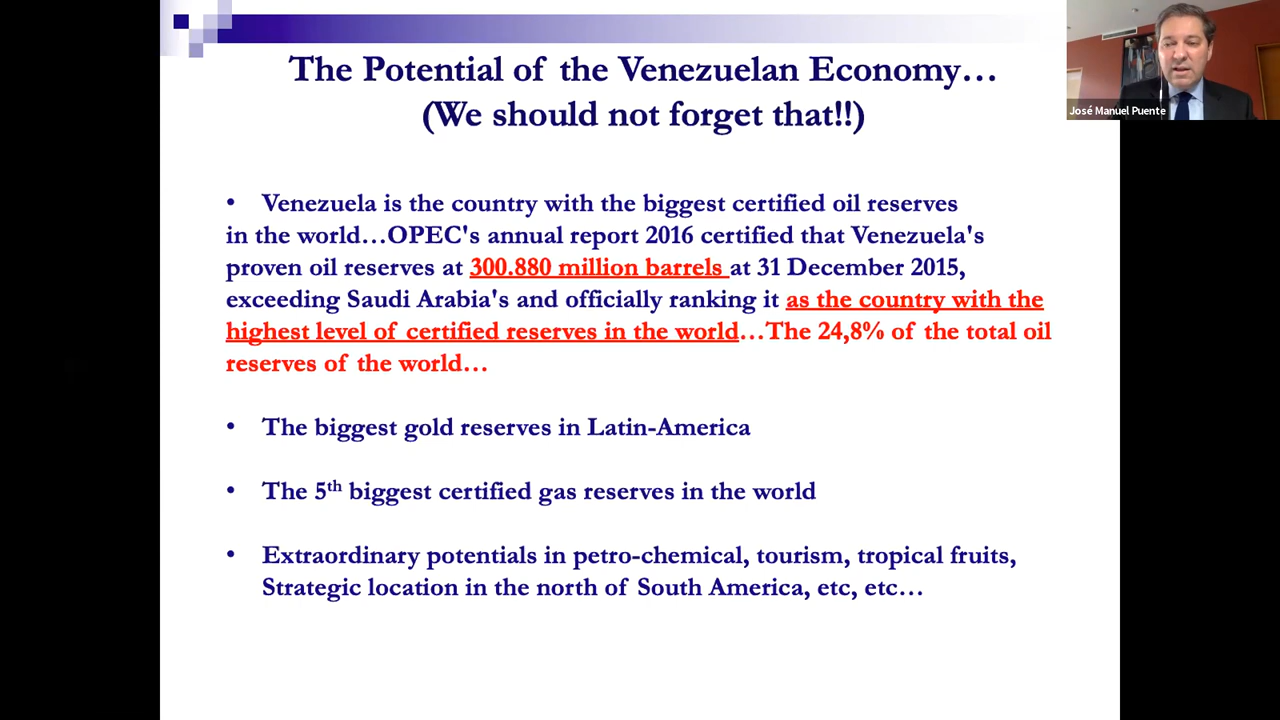 The Potential of the Venezuelan Economy…
(We should not forget that!!)
José Manuel Puente
• Venezuela is the country with the biggest certified oil reserves
in the world…OPEC's annual report 2016 certified that Venezuela's
proven oil reserves at 300.880 million barrels at 31 December 2015,
exceeding Saudi Arabia's and officially ranking it as the country with the
highest level of certified reserves in the world…The 24,8% of the total oil
reserves of the world…
• The biggest gold reserves in Latin-America
• The 5th biggest certified gas reserves in the world
• Extraordinary potentials in petro-chemical, tourism, tropical fruits,
Strategic location in the north of South America, etc, etc…